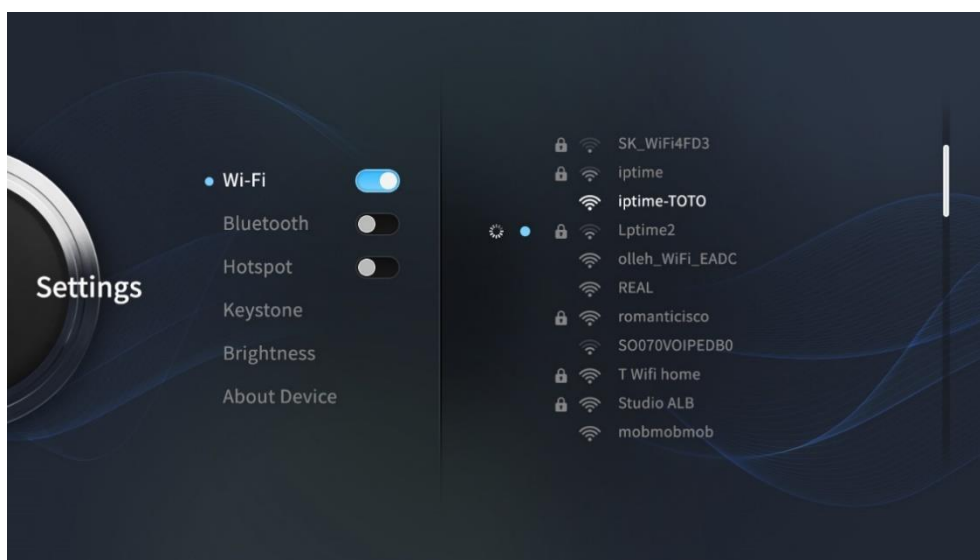 Settings
Wi-Fi
Bluetooth
Hotspot
Keystone
Brightness
About Device
SK_WiFi4FD3
iptime
iptime-TOTO
Lptime2
olleh_WiFi_EADC
REAL
romanticisco
SO070VOIPEDB0
T Wifi home
Studio ALB
mobmobmob